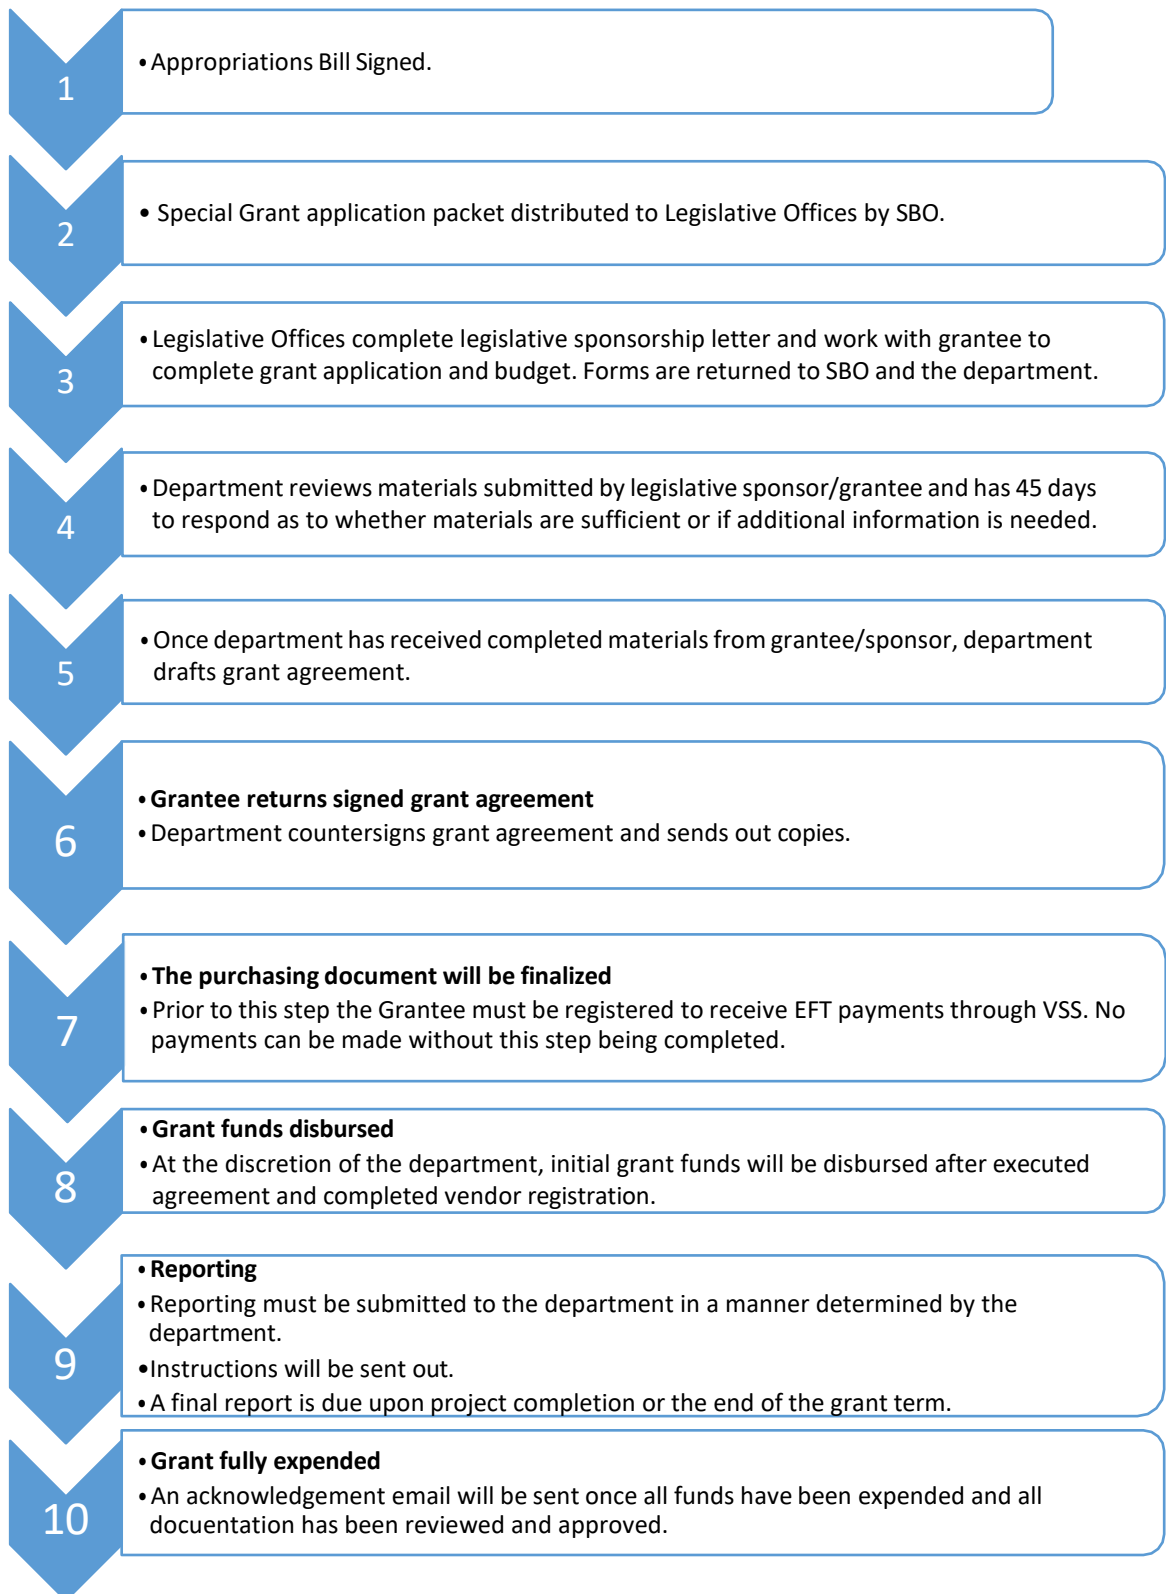 1
• Appropriations Bill Signed.
2
• Special Grant application packet distributed to Legislative Offices by SBO.
3
• Legislative Offices complete legislative sponsorship letter and work with grantee to
complete grant application and budget. Forms are returned to SBO and the department.
4
• Department reviews materials submitted by legislative sponsor/grantee and has 45 days
to respond as to whether materials are sufficient or if additional information is needed.
5
• Once department has received completed materials from grantee/sponsor, department
drafts grant agreement.
6
• Grantee returns signed grant agreement
• Department countersigns grant agreement and sends out copies.
7
• The purchasing document will be finalized
• Prior to this step the Grantee must be registered to receive EFT payments through VSS. No
payments can be made without this step being completed.
8
• Grant funds disbursed
• At the discretion of the department, initial grant funds will be disbursed after executed
agreement and completed vendor registration.
9
• Reporting
• Reporting must be submitted to the department in a manner determined by the
department.
• Instructions will be sent out.
• A final report is due upon project completion or the end of the grant term.
10
• Grant fully expended
• An acknowledgement email will be sent once all funds have been expended and all
docuentation has been reviewed and approved.